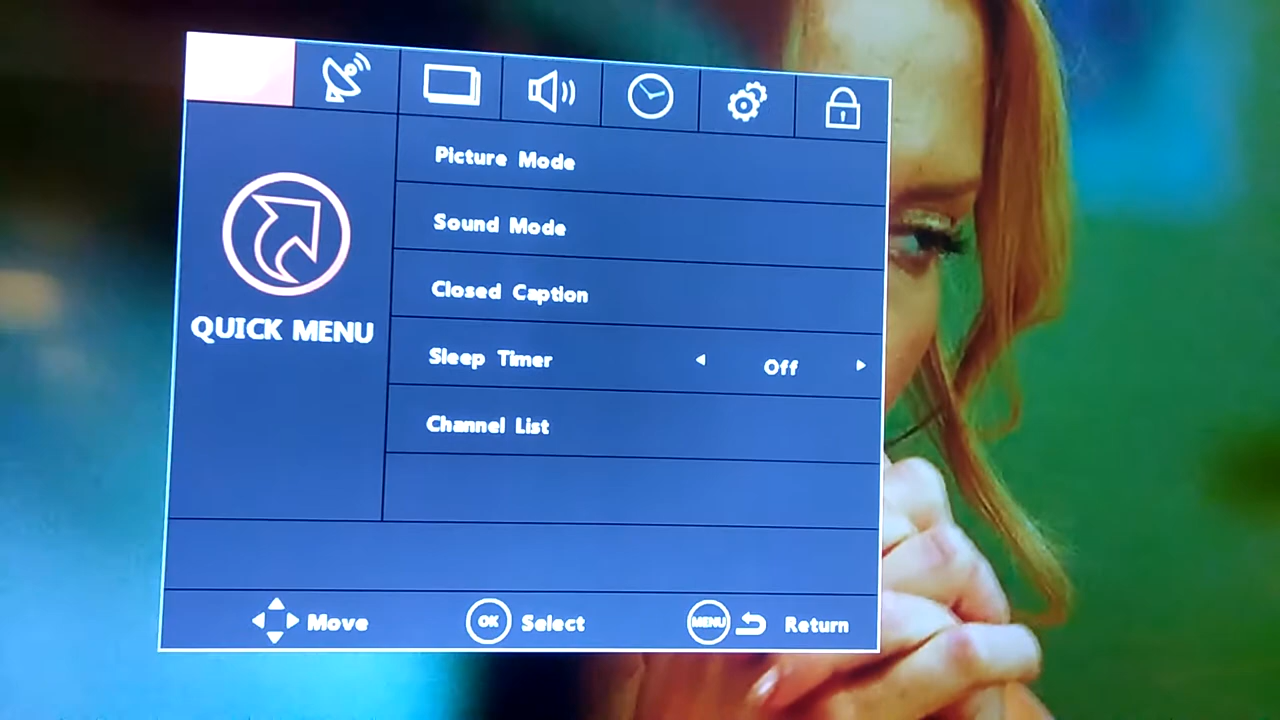 Picture Mode
Sound Mode
QUICK MENU
Closed Caption
Sleep Timer Off
Channel List
Move OK Select MENU Return